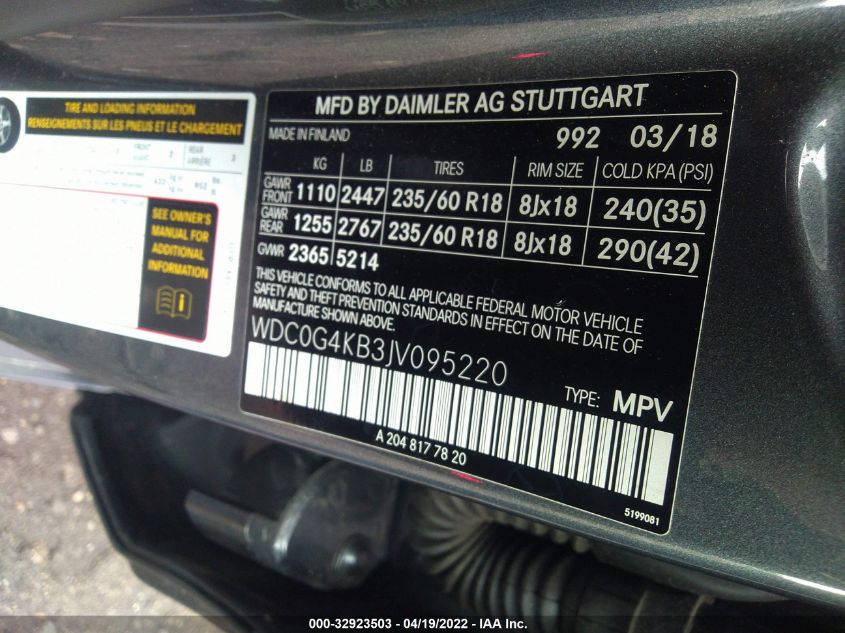 TIRE AND LOADING INFORMATION
RENSEIGNEMENTS SUR LES PNEUS ET LE CHARGEMENT
FRONT 2 REAR ARRIÈRE 3
SEE OWNER'S
MANUAL FOR
ADDITIONAL
INFORMATION
MFD BY DAIMLER AG STUTTGART
MADE IN FINLAND 992 03/18
KG LB TIRES RIM SIZE COLD KPA (PSI)
GAWR FRONT 1110 2447 235/60 R18 8Jx18 240(35)
GAWR REAR 1255 2767 235/60 R18 8Jx18 290(42)
GVWR 2365 5214
THIS VEHICLE CONFORMS TO ALL APPLICABLE FEDERAL MOTOR VEHICLE
SAFETY AND THEFT PREVENTION STANDARDS IN EFFECT ON THE DATE OF
MANUFACTURE SHOWN ABOVE.
WDC0G4KB3JV095220
TYPE: MPV
A 204 817 78 20
5199081
000-32923503 - 04/19/2022 - IAA Inc.